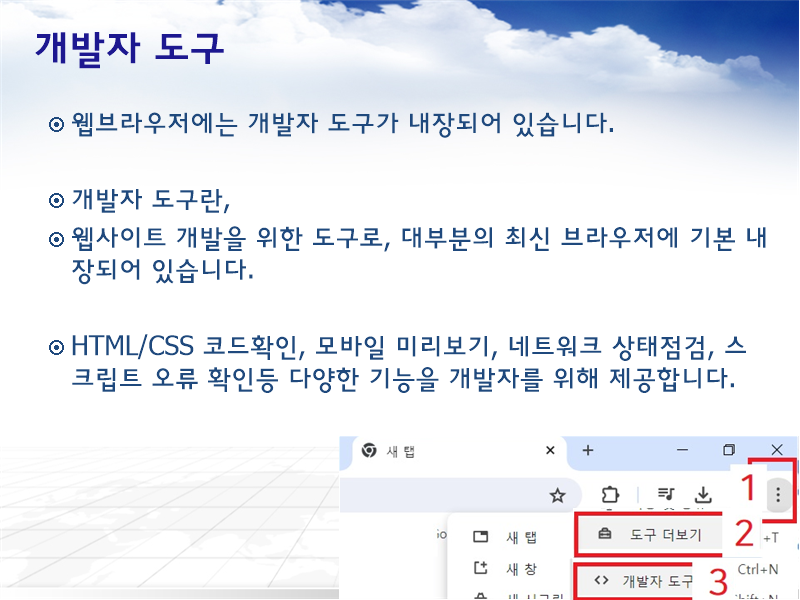 개발자 도구
웹브라우저에는 개발자 도구가 내장되어 있습니다.
개발자 도구란,
웹사이트 개발을 위한 도구로, 대부분의 최신 브라우저에 기본 내
장되어 있습니다.
HTML/CSS 코드확인, 모바일 미리보기, 네트워크 상태점검, 스
크립트 오류 확인등 다양한 기능을 개발자를 위해 제공합니다.
새 탭
1
io
새 탭
도구 더보기
2
+T
새 창
개발자 도구
3
Ctrl+N